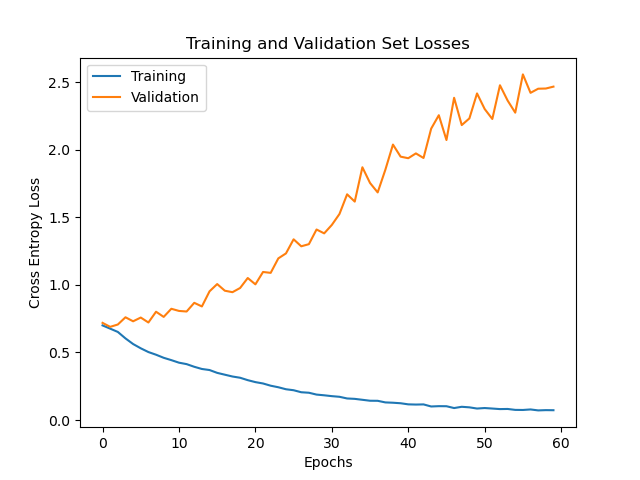 Training and Validation Set Losses
Training
Validation
Cross Entropy Loss
2.5
2.0
1.5
1.0
0.5
0.0
0 10 20 30 40 50 60
Epochs